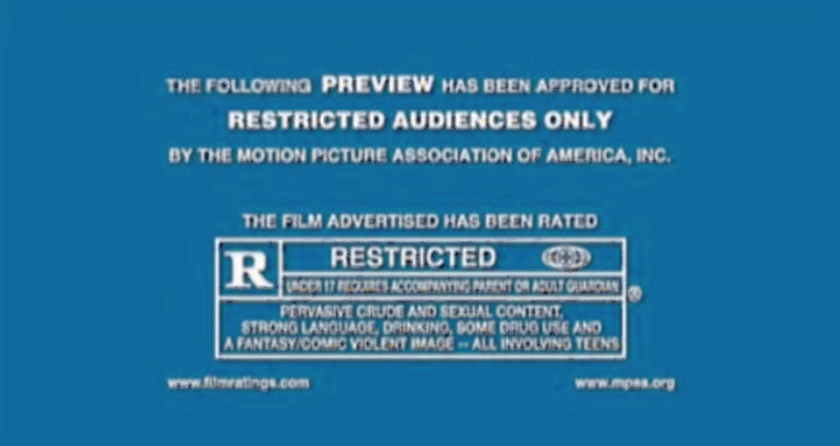 THE FOLLOWING PREVIEW HAS BEEN APPROVED FOR
RESTRICTED AUDIENCES ONLY
BY THE MOTION PICTURE ASSOCIATION OF AMERICA, INC.
THE FILM ADVERTISED HAS BEEN RATED
R RESTRICTED
UNDER 17 REQUIRES ACCOMPANYING PARENT OR ADULT GUARDIAN
®
PERVASIVE CRUDE AND SEXUAL CONTENT,
STRONG LANGUAGE, DRINKING, SOME DRUG USE AND
A FANTASY/COMIC VIOLENT IMAGE -- ALL INVOLVING TEENS
www.filmratings.com www.mpaa.org